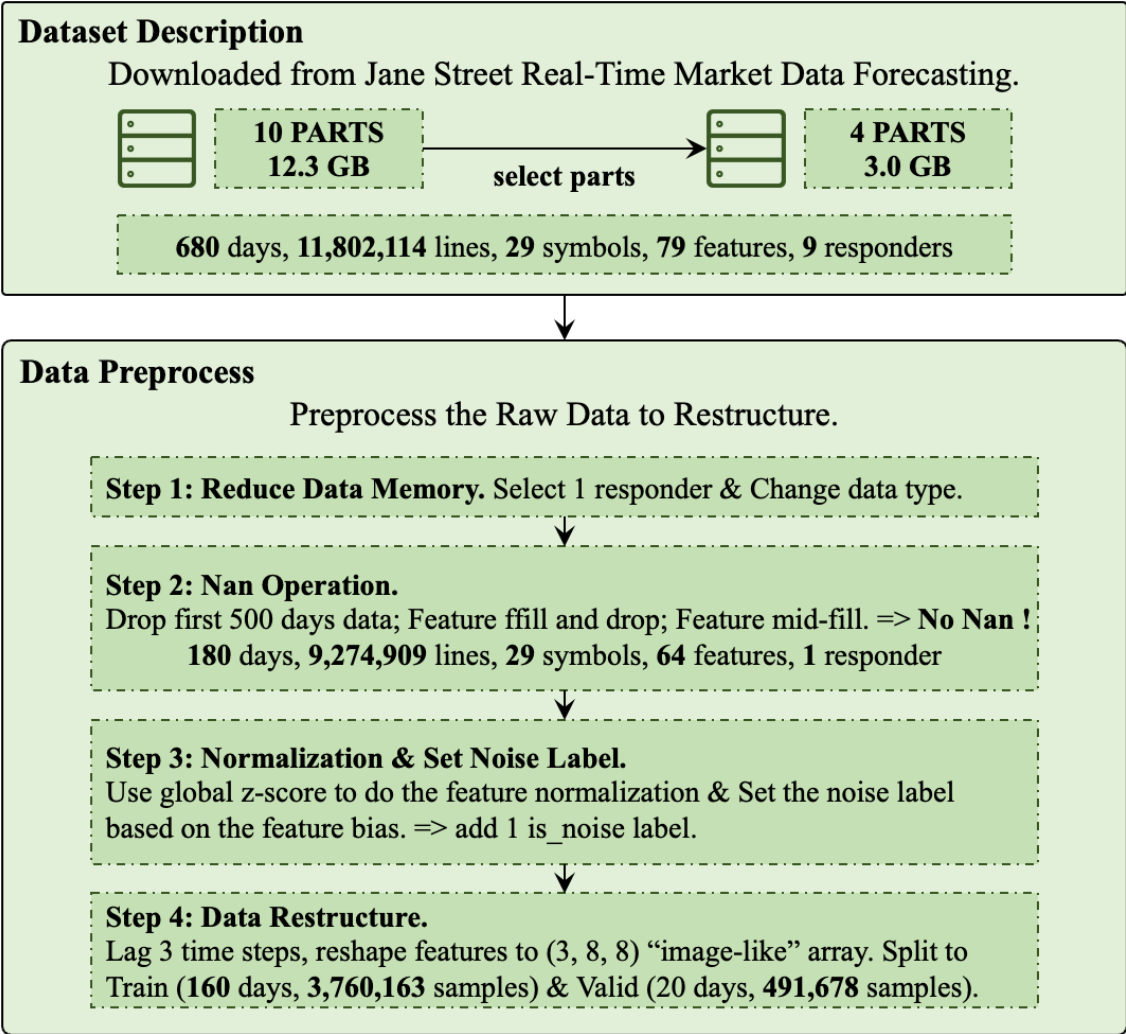 Dataset Description
Downloaded from Jane Street Real-Time Market Data Forecasting.
10 PARTS
12.3 GB
select parts
4 PARTS
3.0 GB
680 days, 11,802,114 lines, 29 symbols, 79 features, 9 responders
Data Preprocess
Preprocess the Raw Data to Restructure.
Step 1: Reduce Data Memory. Select 1 responder & Change data type.
Step 2: Nan Operation.
Drop first 500 days data; Feature ffill and drop; Feature mid-fill. => No Nan !
180 days, 9,274,909 lines, 29 symbols, 64 features, 1 responder
Step 3: Normalization & Set Noise Label.
Use global z-score to do the feature normalization & Set the noise label
based on the feature bias. => add 1 is_noise label.
Step 4: Data Restructure.
Lag 3 time steps, reshape features to (3, 8, 8) “image-like” array. Split to
Train (160 days, 3,760,163 samples) & Valid (20 days, 491,678 samples).